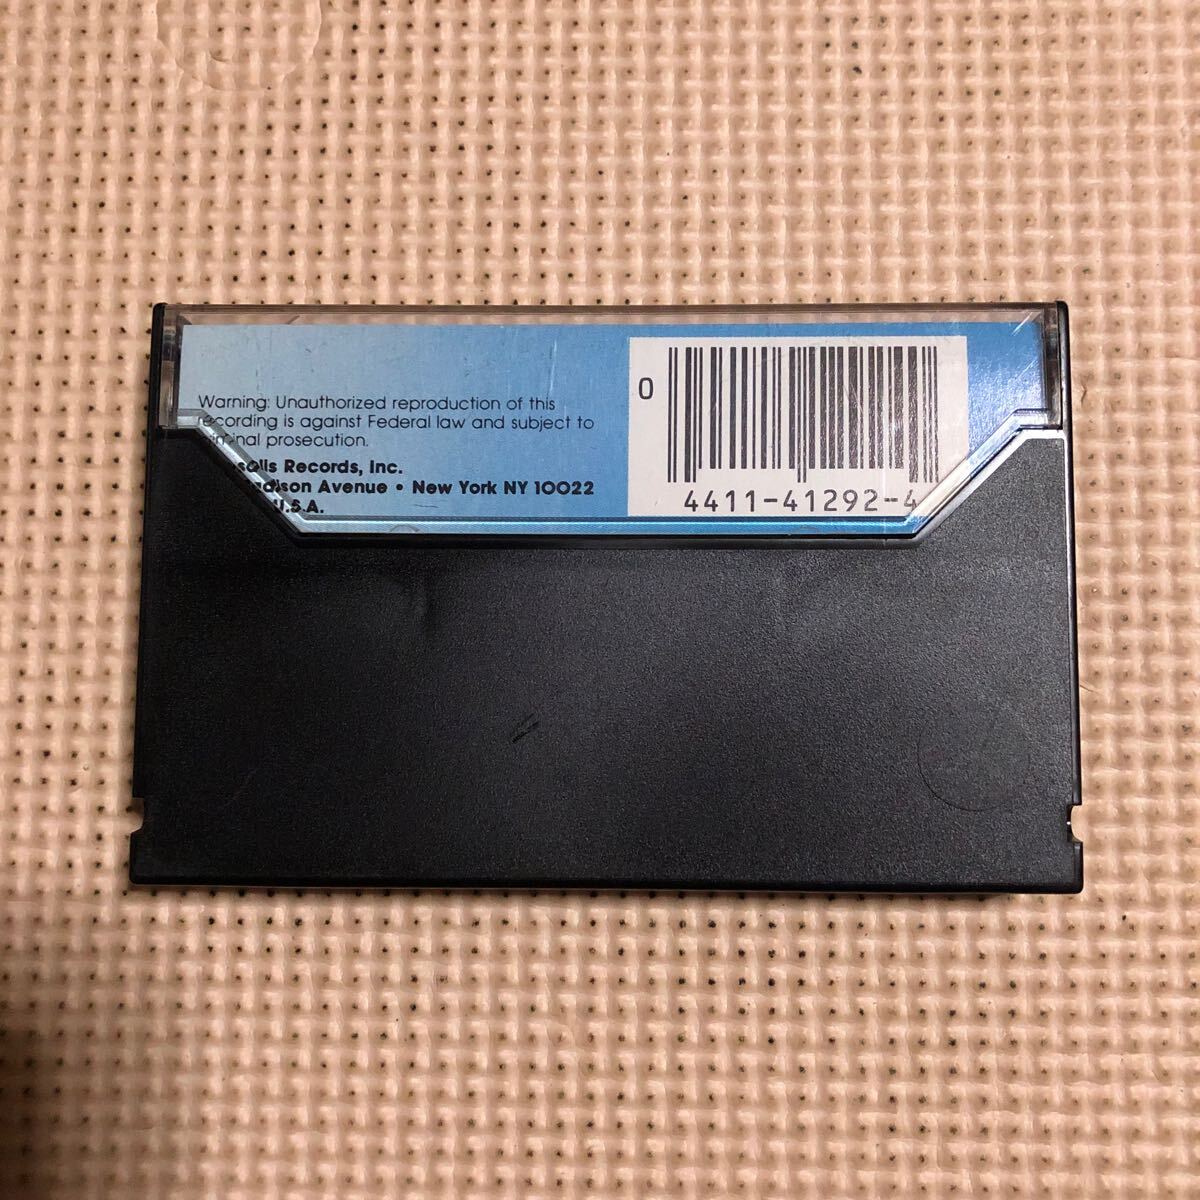 Warning: Unauthorized reproduction of this
recording is against Federal law and subject to
criminal prosecution.
Records, Inc.
Avenue • New York NY 10022
U.S.A.
0
4411-41292-4